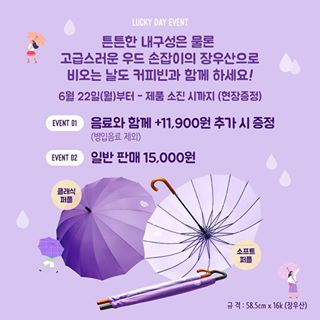 LUCKY DAY EVENT
튼튼한 내구성은 물론
고급스러운 우드 손잡이의 장우산으로
비오는 날도 커피빈과 함께 하세요!
6월 22일(월)부터 - 제품 소진 시까지 (현장증정)
EVENT 01 음료와 함께 +11,900원 추가 시 증정
(병입음료 제외)
EVENT 02 일반 판매 15,000원
클래식
퍼플
소프트
퍼플
규 격 : 58.5cm x 16k (장우산)